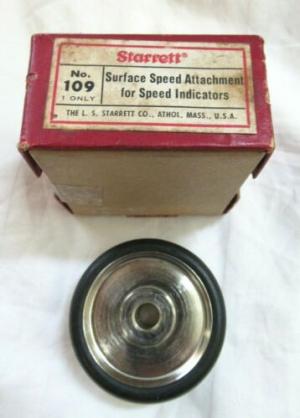 Starrett®
No.
109
1 ONLY
Surface Speed Attachment
for Speed Indicators
THE L. S. STARRETT CO., ATHOL, MASS., U.S.A.